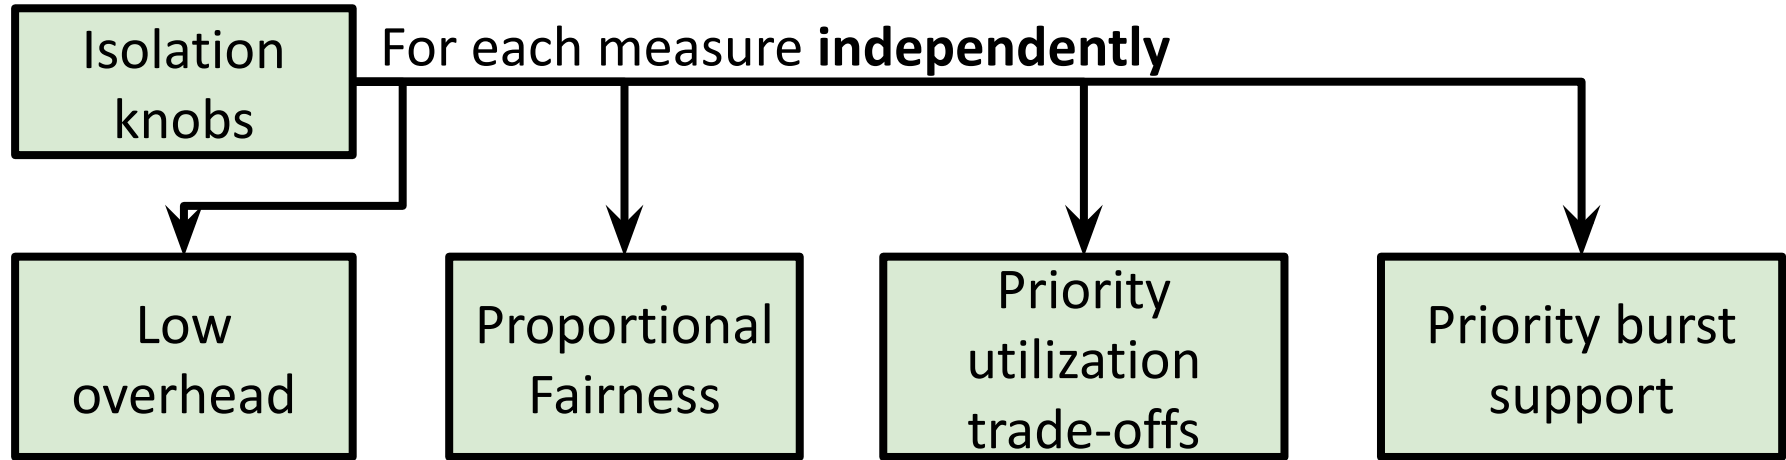 Isolation
knobs
For each measure independently
Low
overhead
Proportional
Fairness
Priority
utilization
trade-offs
Priority burst
support